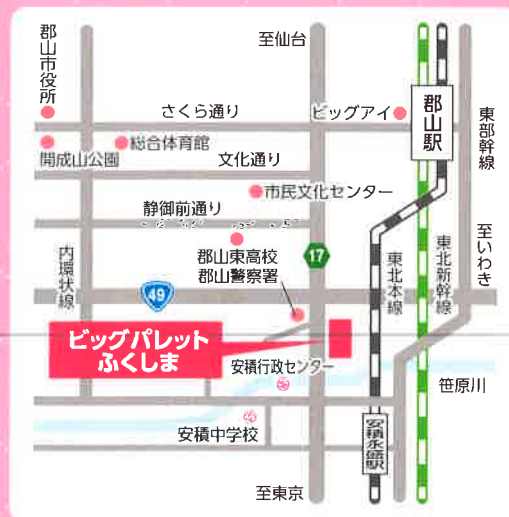 至仙台
郡山市役所
さくら通り
ビッグアイ
郡山駅
東部幹線
開成山公園
総合体育館
文化通り
市民文化センター
静御前通り
郡山東高校
郡山警察署
17
内環状線
49
東北本線
東北新幹線
至いわき
ビッグパレット
ふくしま
安積行政センター
笹原川
安積中学校
安積永盛駅
至東京